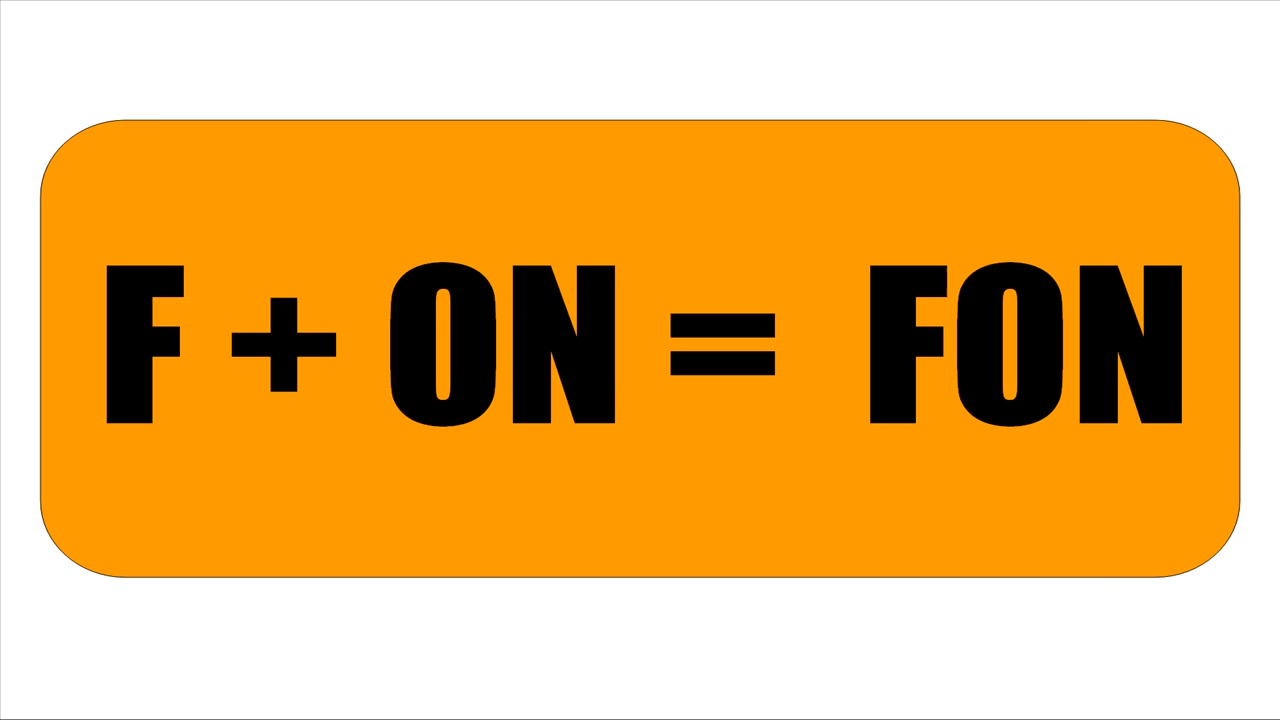 F + ON = FON